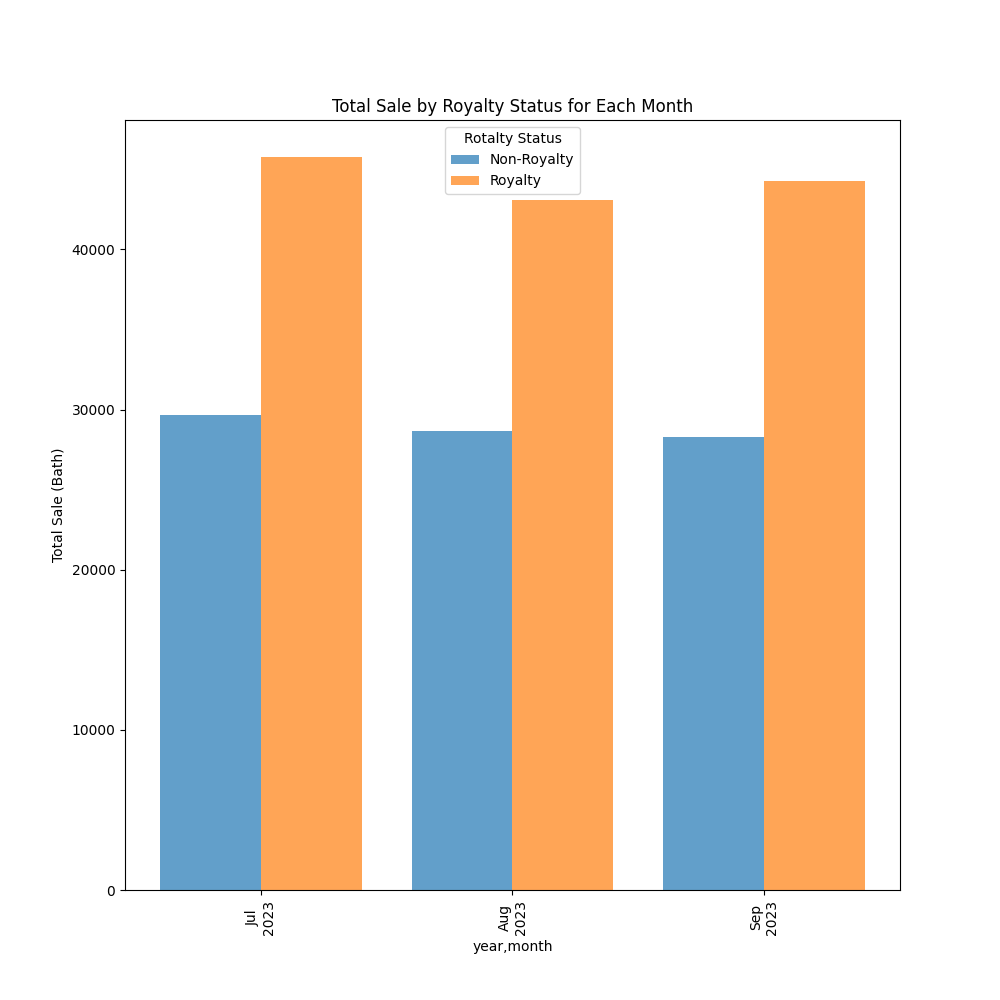 Total Sale by Royalty Status for Each Month
Rotalty Status
Non-Royalty
Royalty
Total Sale (Bath)
40000
30000
20000
10000
0
Jul
2023
Aug
2023
Sep
2023
year,month